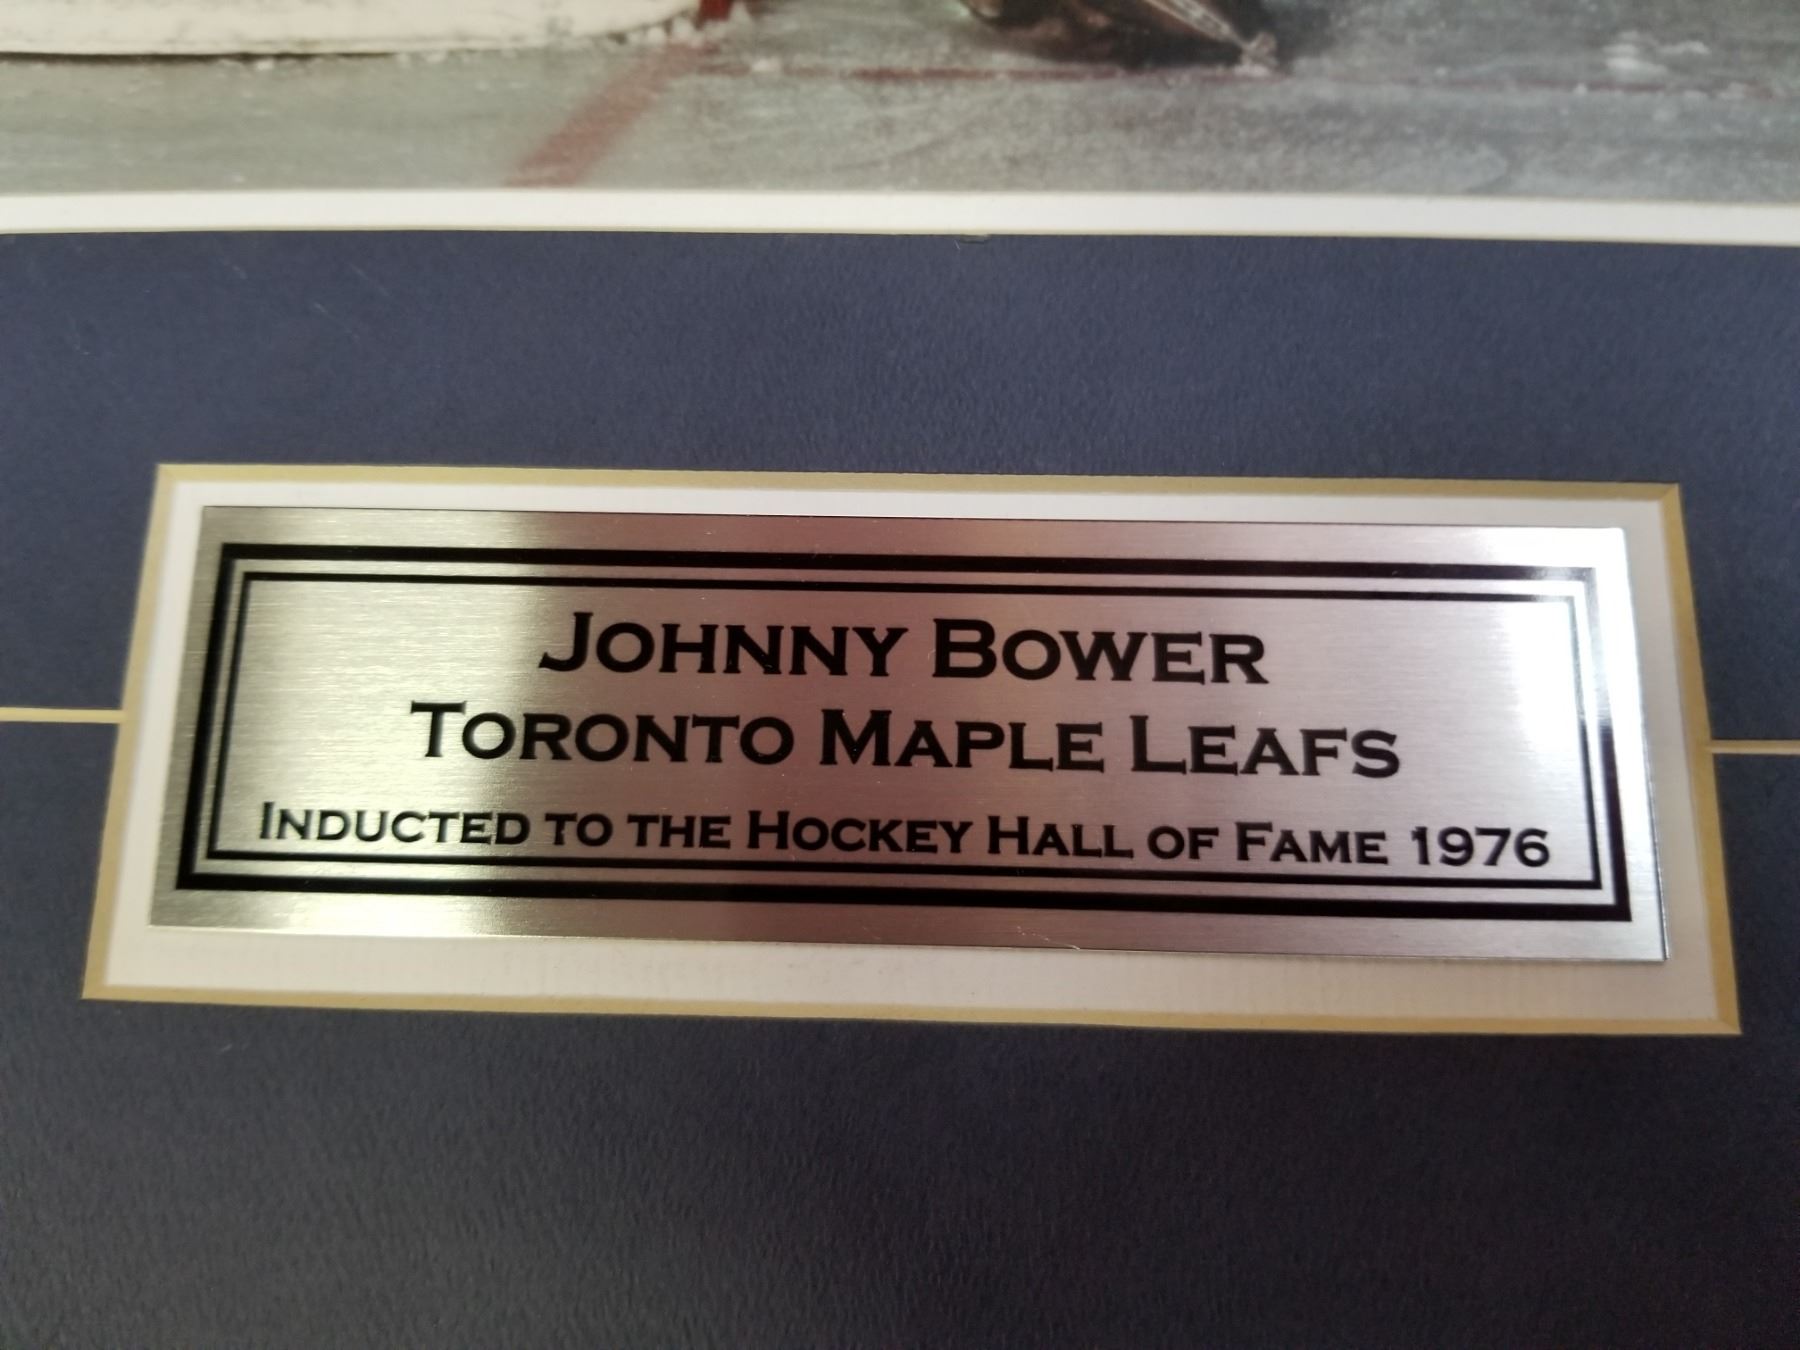 JOHNNY BOWER
TORONTO MAPLE LEAFS
INDUCTED TO THE HOCKEY HALL OF FAME 1976